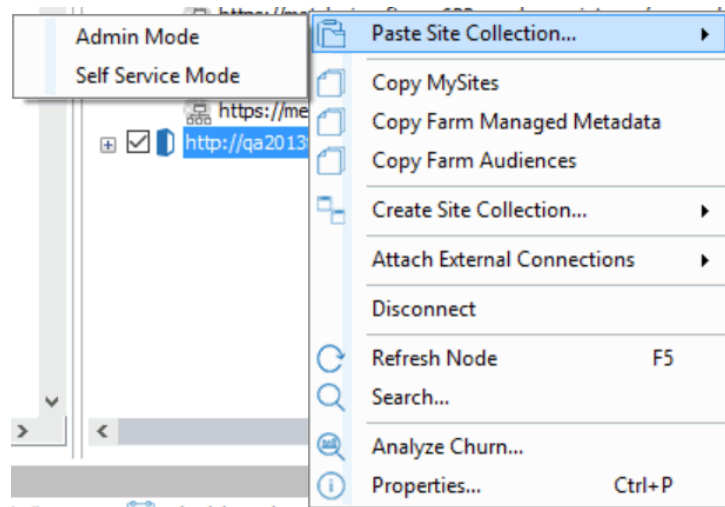 Admin Mode
Self Service Mode
https://me
http://qa2013
Paste Site Collection...
Copy MySites
Copy Farm Managed Metadata
Copy Farm Audiences
Create Site Collection...
Attach External Connections
Disconnect
Refresh Node F5
Search...
Analyze Churn...
Properties... Ctrl+P